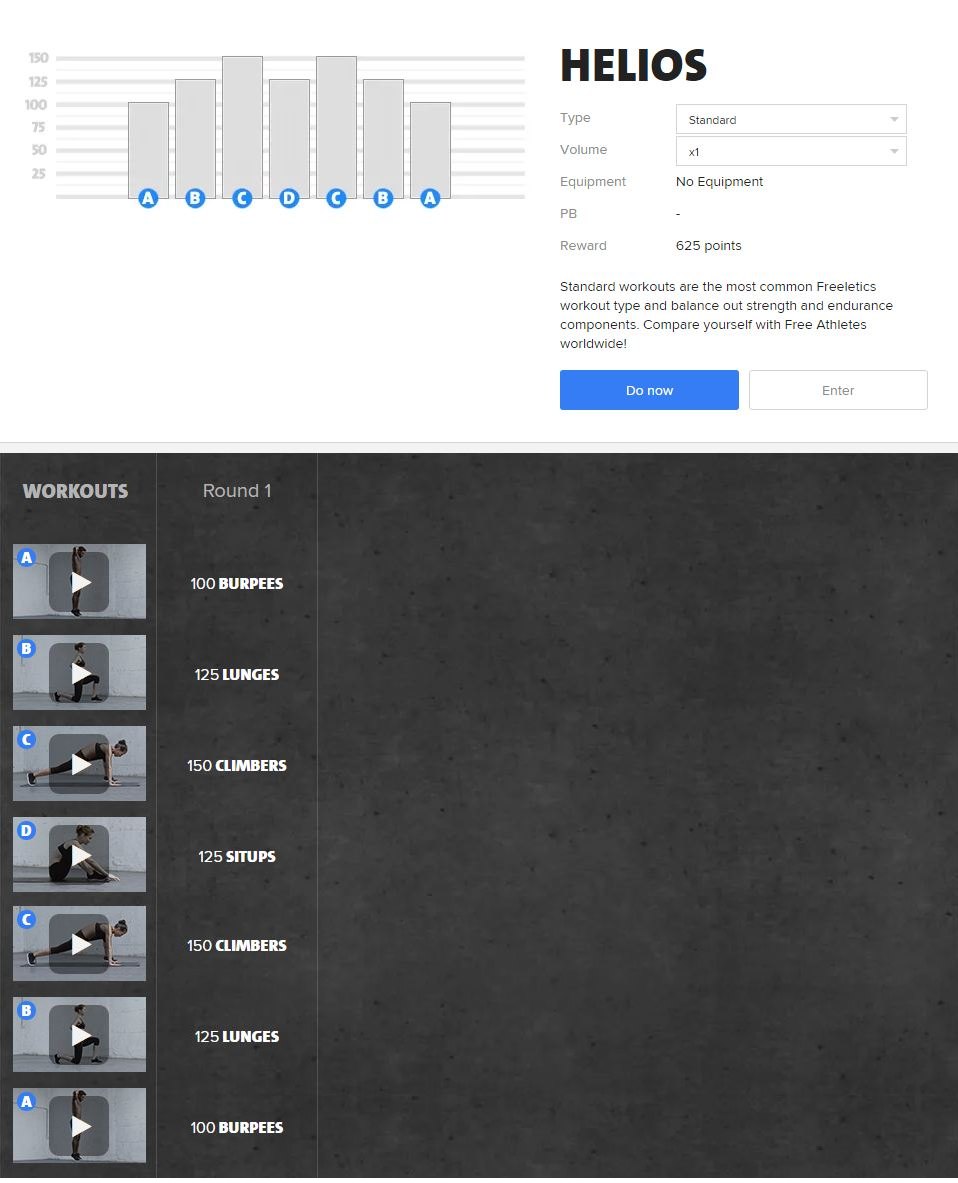 150
125
100
75
50
25
A B C D C B A
HELIOS
Type Standard
Volume x1
Equipment No Equipment
PB -
Reward 625 points
Standard workouts are the most common Freeletics
workout type and balance out strength and endurance
components. Compare yourself with Free Athletes
worldwide!
Do now Enter
WORKOUTS Round 1
A 100 BURPEES
B 125 LUNGES
C 150 CLIMBERS
D 125 SITUPS
C 150 CLIMBERS
B 125 LUNGES
A 100 BURPEES